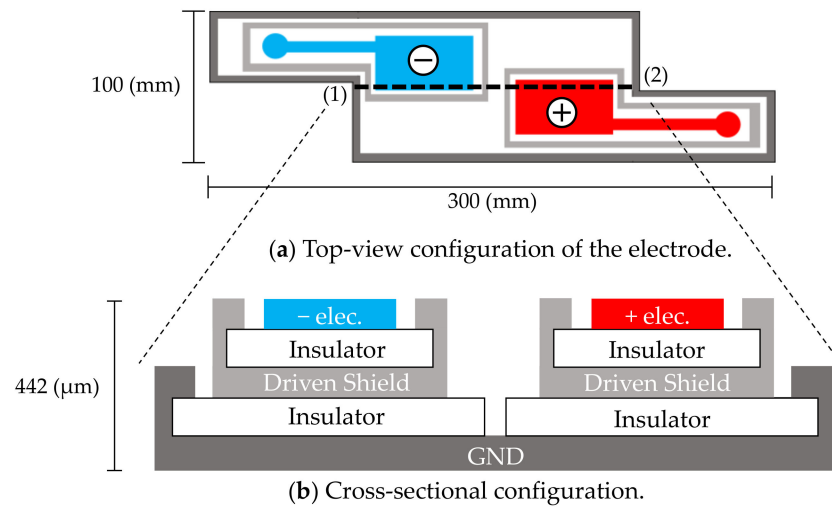 100 (mm)
−
(1)
(2)
+
300 (mm)
(a) Top-view configuration of the electrode.
442 (μm)
− elec.
+ elec.
Insulator
Insulator
Driven Shield
Driven Shield
Insulator
Insulator
GND
(b) Cross-sectional configuration.